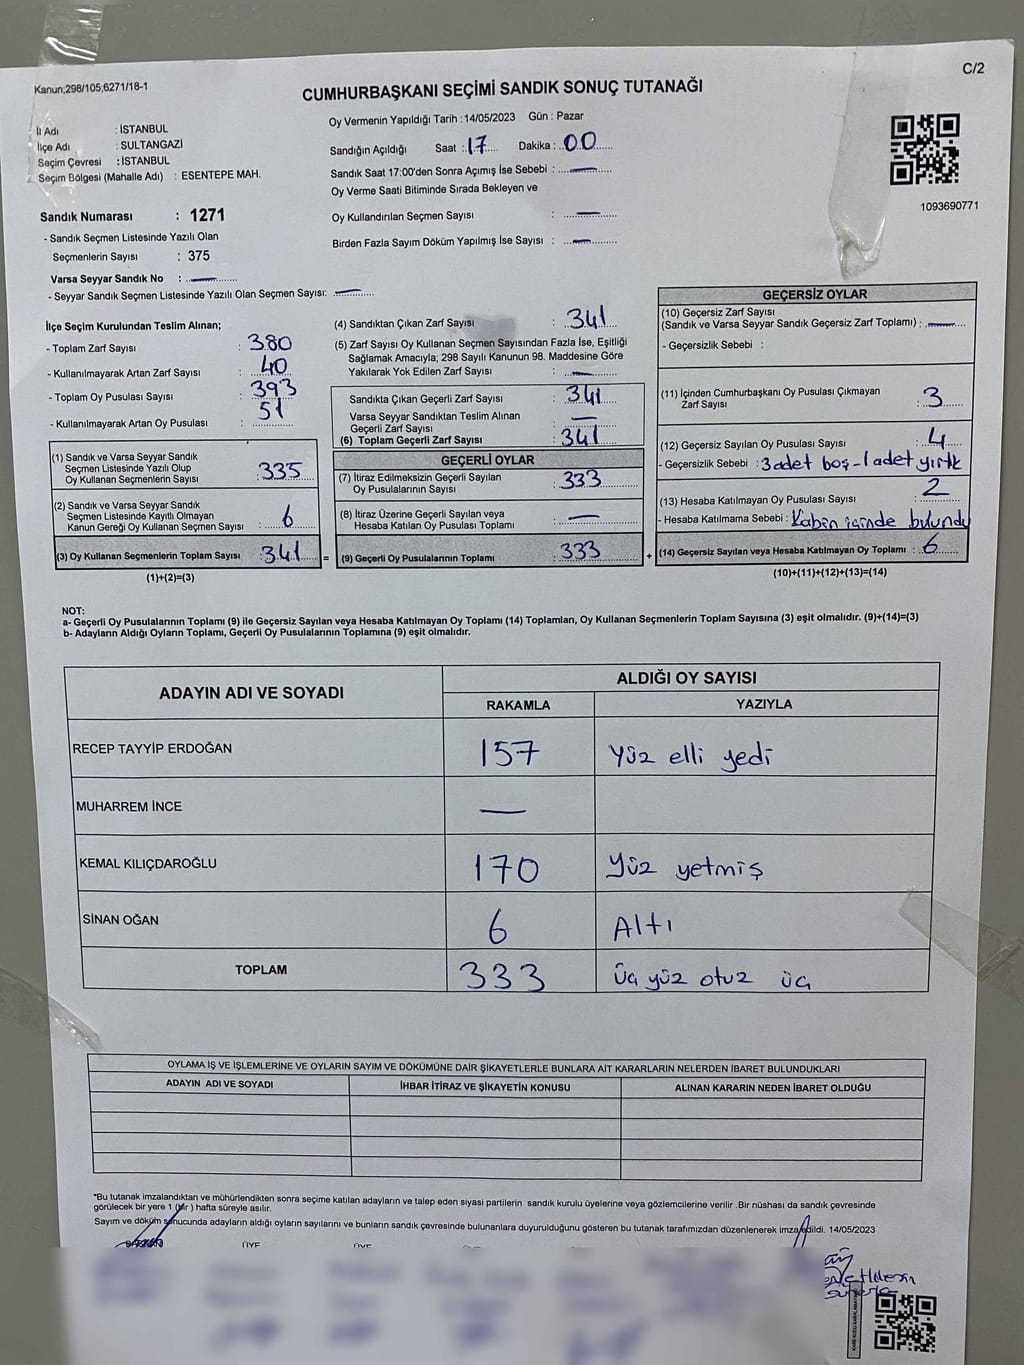 Kanun;298/105;6271/18-1
C/2
CUMHURBAŞKANI SEÇİMİ SANDIK SONUÇ TUTANAĞI
İl Adı : İSTANBUL
İlçe Adı : SULTANGAZİ
Seçim Çevresi : İSTANBUL
Seçim Bölgesi (Mahalle Adı) : ESENTEPE MAH.
Sandık Numarası : 1271
- Sandık Seçmen Listesinde Yazılı Olan
Seçmenlerin Sayısı : 375
Varsa Seyyar Sandık No :
- Seyyar Sandık Seçmen Listesinde Yazılı Olan Seçmen Sayısı:
Oy Vermenin Yapıldığı Tarih :14/05/2023 Gün : Pazar
Sandığın Açıldığı Saat : 17 Dakika : 00
Sandık Saat 17:00'den Sonra Açımış İse Sebebi :
Oy Verme Saati Bitiminde Sırada Bekleyen ve
Oy Kullandırılan Seçmen Sayısı :
Birden Fazla Sayım Döküm Yapılmış İse Sayısı :
1093690771
İlçe Seçim Kurulundan Teslim Alınan;
- Toplam Zarf Sayısı : 380
- Kullanılmayarak Artan Zarf Sayısı : 40
- Toplam Oy Pusulası Sayısı : 393
- Kullanılmayarak Artan Oy Pusulası : 51
(4) Sandıktan Çıkan Zarf Sayısı : 341
(5) Zarf Sayısı Oy Kullanan Seçmen Sayısından Fazla İse, Eşitliği
Sağlamak Amacıyla; 298 Sayılı Kanunun 98. Maddesine Göre
Yakılarak Yok Edilen Zarf Sayısı :
Sandıkta Çıkan Geçerli Zarf Sayısı : 341
Varsa Seyyar Sandıktan Teslim Alınan
Geçerli Zarf Sayısı :
(6) Toplam Geçerli Zarf Sayısı : 341
GEÇERSİZ OYLAR
(10) Geçersiz Zarf Sayısı
(Sandık ve Varsa Seyyar Sandık Geçersiz Zarf Toplamı) :
- Geçersizlik Sebebi :
(11) İçinden Cumhurbaşkanı Oy Pusulası Çıkmayan
Zarf Sayısı : 3
(12) Geçersiz Sayılan Oy Pusulası Sayısı : 4
- Geçersizlik Sebebi : 3 adet boş - 1 adet yırtık
(13) Hesaba Katılmayan Oy Pusulası Sayısı : 2
- Hesaba Katılmama Sebebi : Kabin içinde bulundu
(14) Geçersiz Sayılan veya Hesaba Katılmayan Oy Toplamı : 6
(10)+(11)+(12)+(13)=(14)
(1) Sandık ve Varsa Seyyar Sandık
Seçmen Listesinde Yazılı Olup
Oy Kullanan Seçmenlerin Sayısı : 335
(2) Sandık ve Varsa Seyyar Sandık
Seçmen Listesinde Kayıtlı Olmayan
Kanun Gereği Oy Kullanan Seçmen Sayısı : 6
(3) Oy Kullanan Seçmenlerin Toplam Sayısı : 341 =
(1)+(2)=(3)
GEÇERLİ OYLAR
(7) İtiraz Edilmeksizin Geçerli Sayılan
Oy Pusulalarının Sayısı : 333
(8) İtiraz Üzerine Geçerli Sayılan veya
Hesaba Katılan Oy Pusulası Toplamı :
(9) Geçerli Oy Pusulalarının Toplamı : 333 +
NOT:
a- Geçerli Oy Pusulalarının Toplamı (9) ile Geçersiz Sayılan veya Hesaba Katılmayan Oy Toplamı (14) Toplamları, Oy Kullanan Seçmenlerin Toplam Sayısına (3) eşit olmalıdır. (9)+(14)=(3)
b- Adayların Aldığı Oyların Toplamı, Geçerli Oy Pusulalarının Toplamına (9) eşit olmalıdır.
ADAYIN ADI VE SOYADI ALDIĞI OY SAYISI
RAKAMLA YAZIYLA
RECEP TAYYİP ERDOĞAN 157 Yüz elli yedi
MUHARREM İNCE
KEMAL KILIÇDAROĞLU 170 Yüz yetmiş
SİNAN OĞAN 6 Altı
TOPLAM 333 Üç yüz otuz üç
OYLAMA İŞ VE İŞLEMLERİNE VE OYLARIN SAYIM VE DÖKÜMÜNE DAİR ŞİKAYETLERLE BUNLARA AİT KARARLARIN NELERDEN İBARET BULUNDUKLARI
ADAYIN ADI VE SOYADI İHBAR İTİRAZ VE ŞİKAYETİN KONUSU ALINAN KARARIN NEDEN İBARET OLDUĞU
*Bu tutanak imzalandıktan ve mühürlendikten sonra seçime katılan adayların ve talep eden siyasi partilerin sandık kurulu üyelerine veya gözlemcilerine verilir .Bir nüshası da sandık çevresinde
görülecek bir yere 1 (bir ) hafta süreyle asılır.
Sayım ve döküm sonucunda adayların aldığı oyların sayılarını ve bunların sandık çevresinde bulunanlara duyurulduğunu gösteren bu tutanak tarafımızdan düzenlenerek imza edildi. 14/05/2023
ÜYE ÜYE